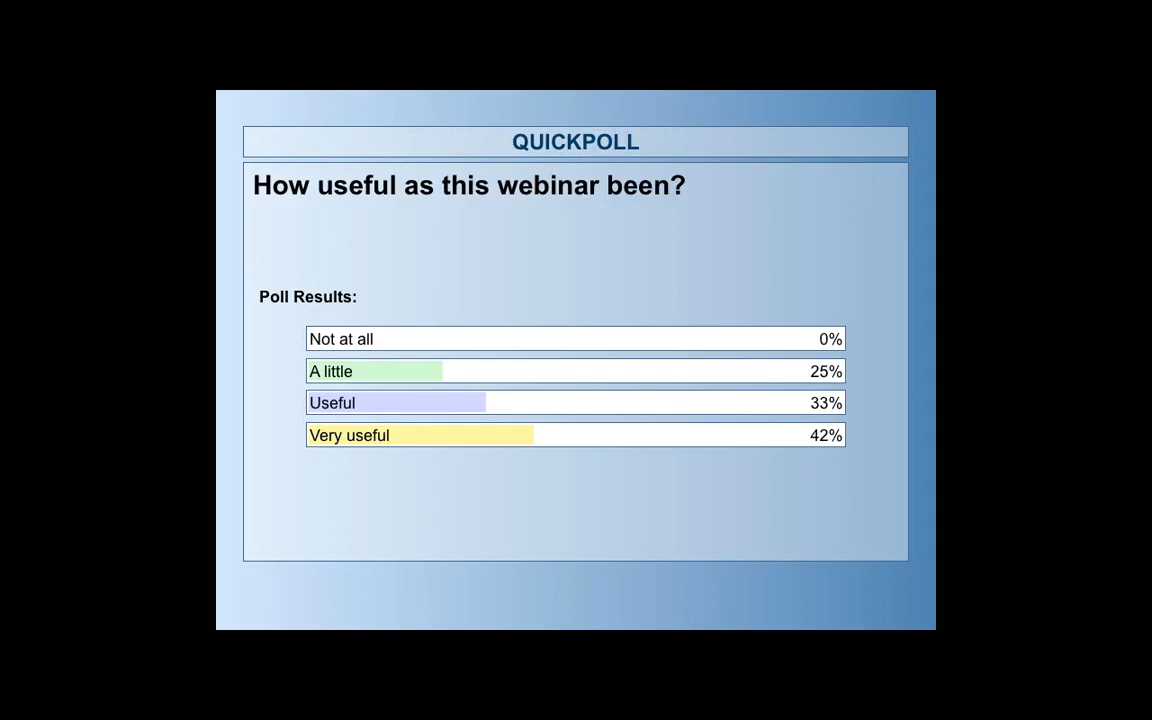 QUICKPOLL
How useful as this webinar been?
Poll Results:
Not at all 0%
A little 25%
Useful 33%
Very useful 42%